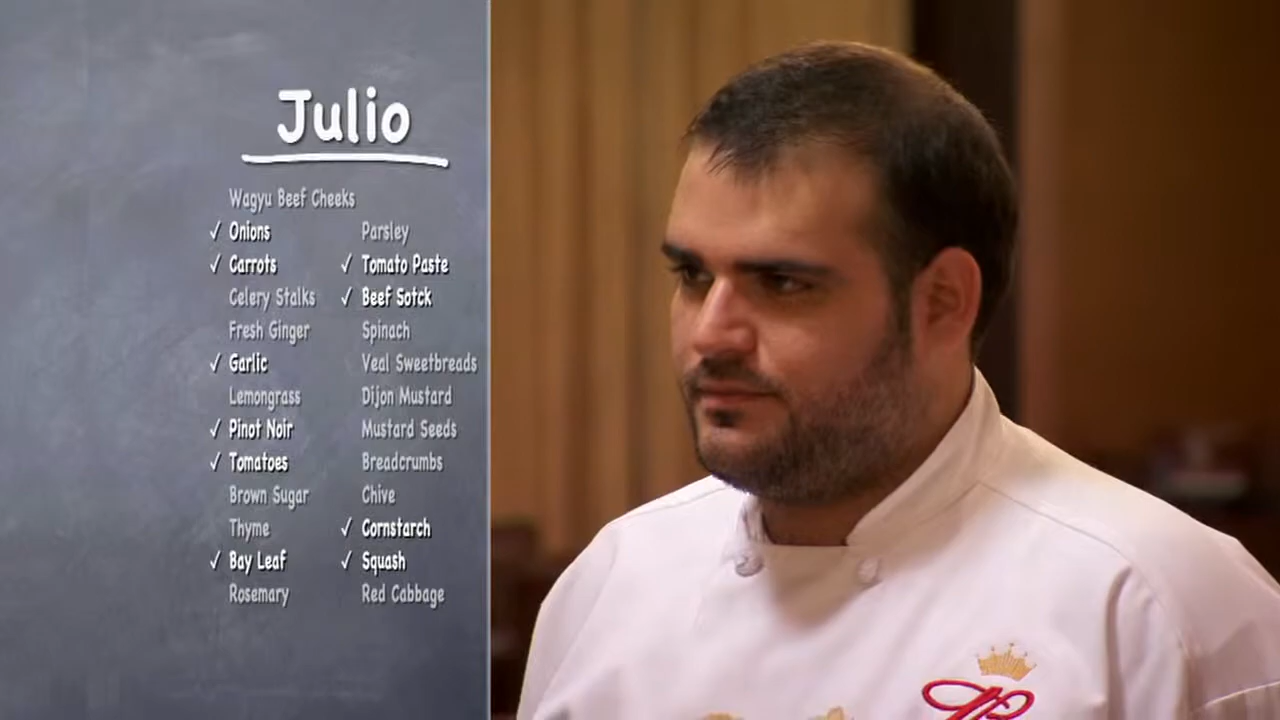 Julio
Wagyu Beef Cheeks
✓ Onions
✓ Carrots
Celery Stalks
Fresh Ginger
✓ Garlic
Lemongrass
✓ Pinot Noir
✓ Tomatoes
Brown Sugar
Thyme
✓ Bay Leaf
Rosemary
Parsley
✓ Tomato Paste
✓ Beef Sotck
Spinach
Veal Sweetbreads
Dijon Mustard
Mustard Seeds
Breadcrumbs
Chive
✓ Cornstarch
✓ Squash
Red Cabbage